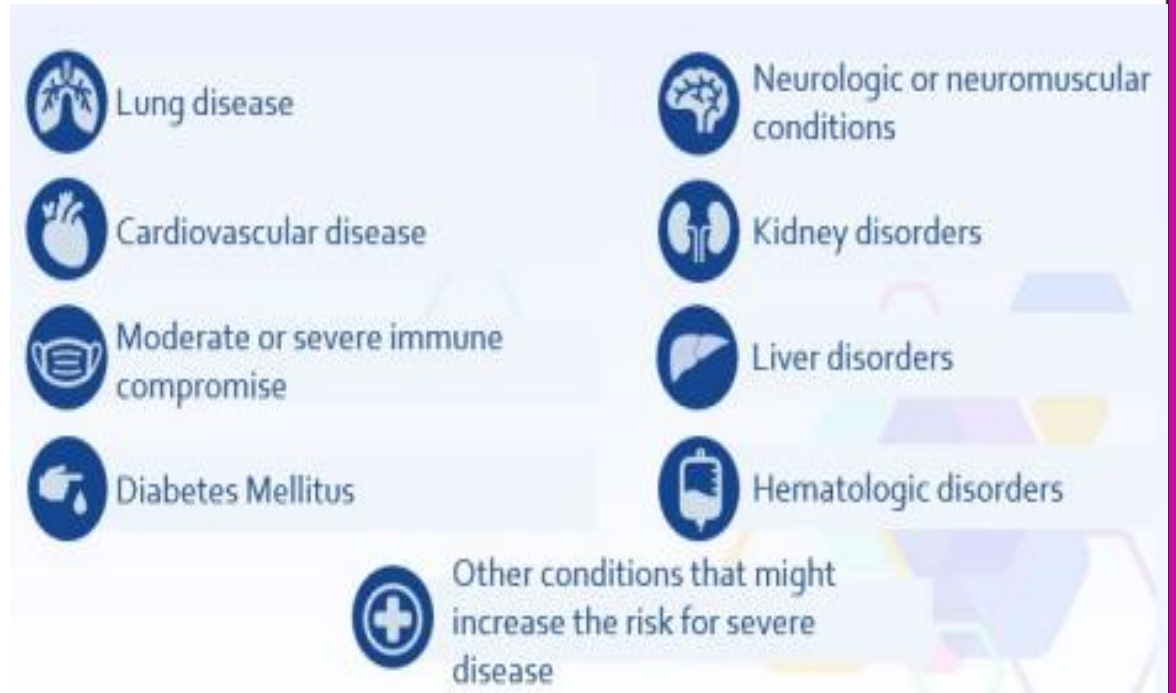 Lung disease
Cardiovascular disease
Moderate or severe immune
compromise
Diabetes Mellitus
Neurologic or neuromuscular
conditions
Kidney disorders
Liver disorders
Hematologic disorders
Other conditions that might
increase the risk for severe
disease